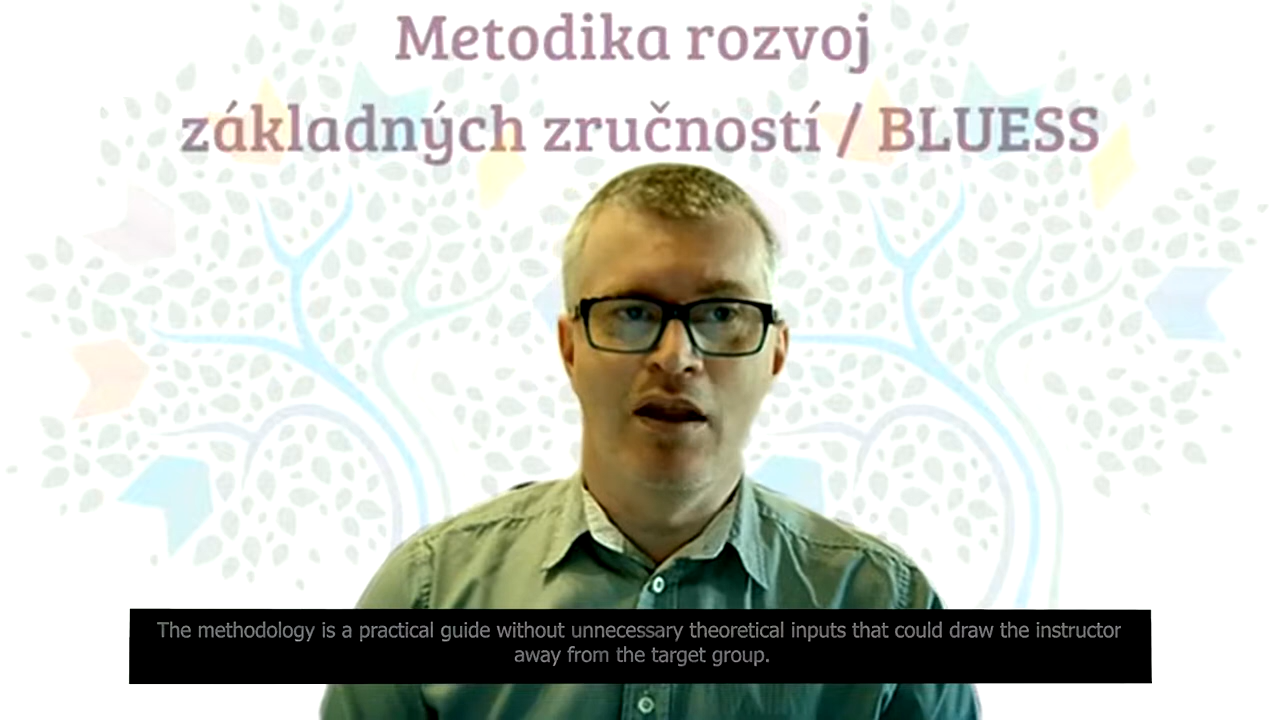 Metodika rozvoj
základných zručností / BLUESS
The methodology is a practical guide without unnecessary theoretical inputs that could draw the instructor
away from the target group.